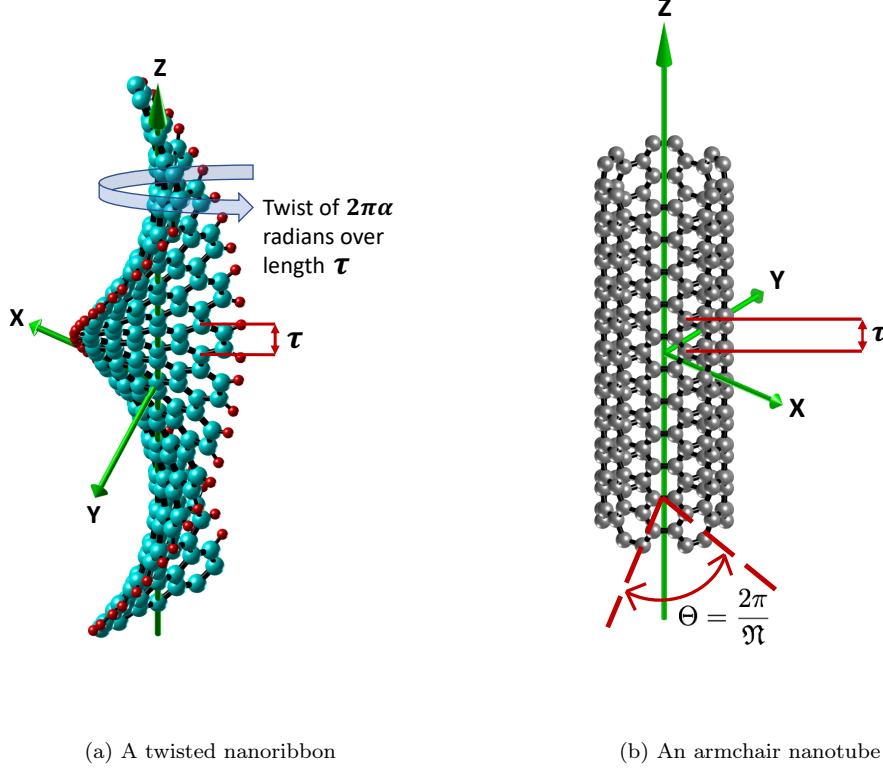 Z
Twist of 2πα
radians over
length τ
X
τ
Y
Z
Y
τ
X
Θ = 2π/𝔑
(a) A twisted nanoribbon
(b) An armchair nanotube